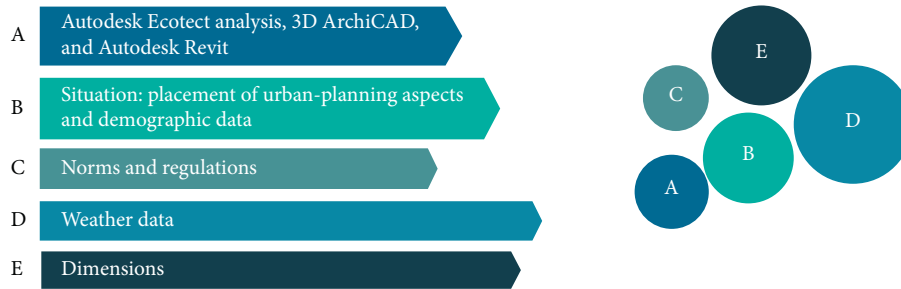 A
Autodesk Ecotect analysis, 3D ArchiCAD,
and Autodesk Revit
B
Situation: placement of urban-planning aspects
and demographic data
C
Norms and regulations
D
Weather data
E
Dimensions
E
C
D
B
A